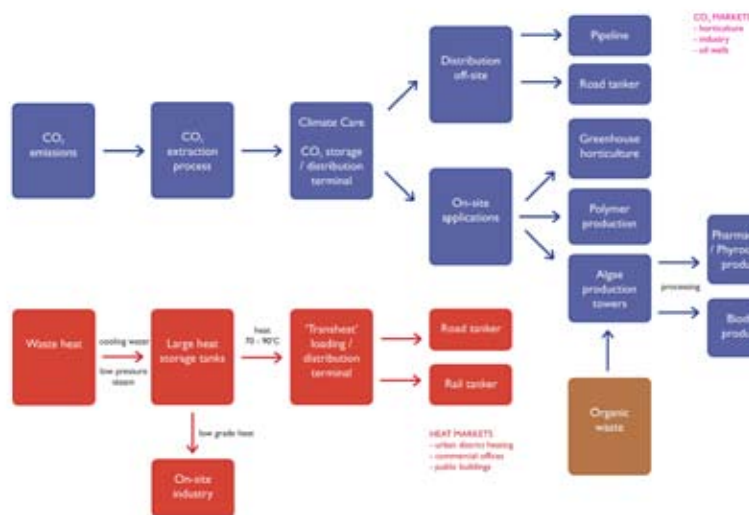 CO₂ MARKETS
- horticulture
- industry
- oil wells
CO₂
emissions
CO₂
extraction
process
Climate Care
CO₂ storage
/ distribution
terminal
Distribution
off-site
Pipeline
Road tanker
On-site
applications
Greenhouse
horticulture
Polymer
production
Algae
production
towers
processing
Organic
waste
Waste heat
cooling water
low pressure
steam
Large heat
storage tanks
heat
70 - 90°C
'Transheat'
loading /
distribution
terminal
Road tanker
Rail tanker
low grade heat
On-site
industry
HEAT MARKETS
- urban district heating
- commercial offices
- public buildings